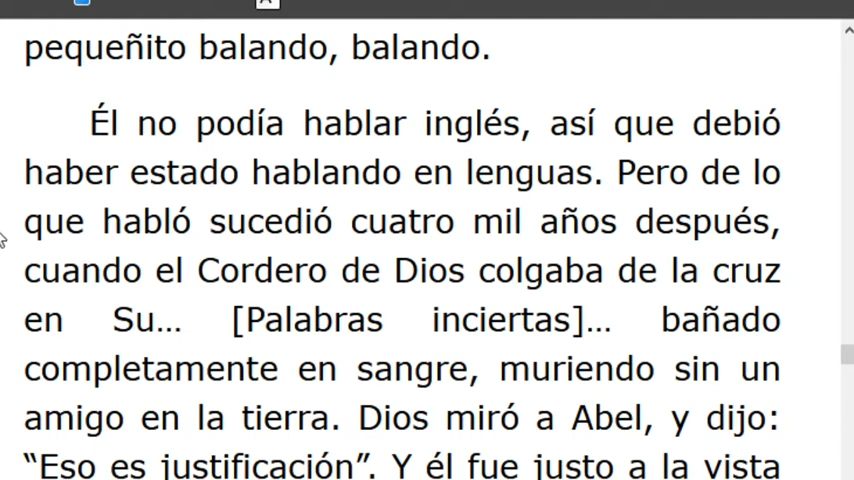 pequeñito balando, balando.
Él no podía hablar inglés, así que debió
haber estado hablando en lenguas. Pero de lo
que habló sucedió cuatro mil años después,
cuando el Cordero de Dios colgaba de la cruz
en Su... [Palabras inciertas]... bañado
completamente en sangre, muriendo sin un
amigo en la tierra. Dios miró a Abel, y dijo:
“Eso es justificación”. Y él fue justo a la vista